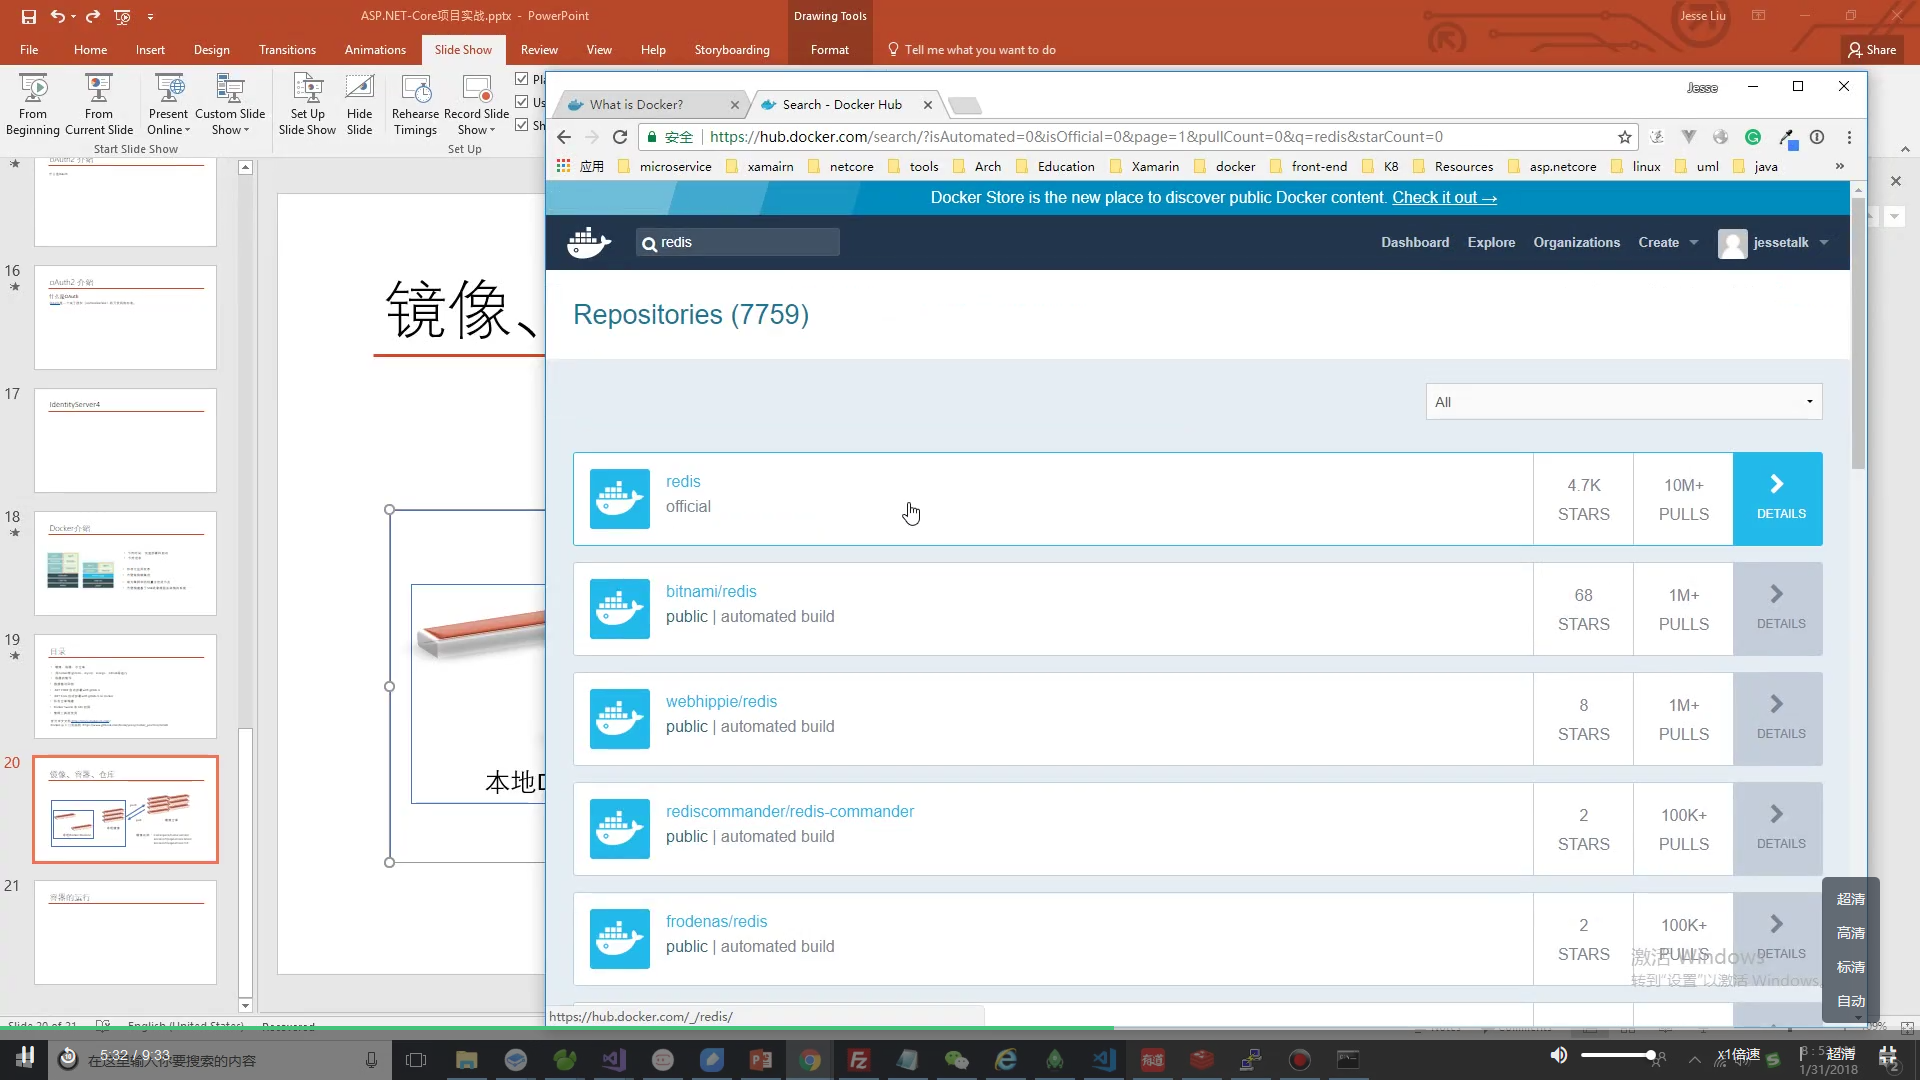 ASP.NET-Core项目实战.pptx - PowerPoint
Drawing Tools
Jesse Liu
File Home Insert Design Transitions Animations Slide Show Review View Help Storyboarding Format Tell me what you want to do Share
From Beginning
From Current Slide
Present Online
Custom Slide Show
Set Up Slide Show
Hide Slide
Rehearse Timings
Record Slide Show
Start Slide Show
Set Up
Jesse
What is Docker?
Search - Docker Hub
安全 https://hub.docker.com/search/?isAutomated=0&isOfficial=0&page=1&pullCount=0&q=redis&starCount=0
应用 microservice xamairn netcore tools Arch Education Xamarin docker front-end K8 Resources asp.netcore linux uml java »
Docker Store is the new place to discover public Docker content. Check it out →
redis
Dashboard Explore Organizations Create jessetalk
Repositories (7759)
All
redis
official
4.7K STARS
10M+ PULLS
DETAILS
bitnami/redis
public | automated build
68 STARS
1M+ PULLS
DETAILS
webhippie/redis
public | automated build
8 STARS
1M+ PULLS
DETAILS
rediscommander/redis-commander
public | automated build
2 STARS
100K+ PULLS
DETAILS
frodenas/redis
public | automated build
2 STARS
100K+ PULLS
DETAILS
https://hub.docker.com/_/redis/
镜像、
本地D
16
oAuth2 介绍
什么是OAuth
17
IdentityServer4
18
Docker介绍
19
目录
20
镜像、容器、仓库
21
容器的运行
激活 Windows
转到"设置"以激活 Windows
超清
高清
标清
自动
5:32 / 9:33
在这里输入你要搜索的内容
x1倍速
超清
1/31/2018